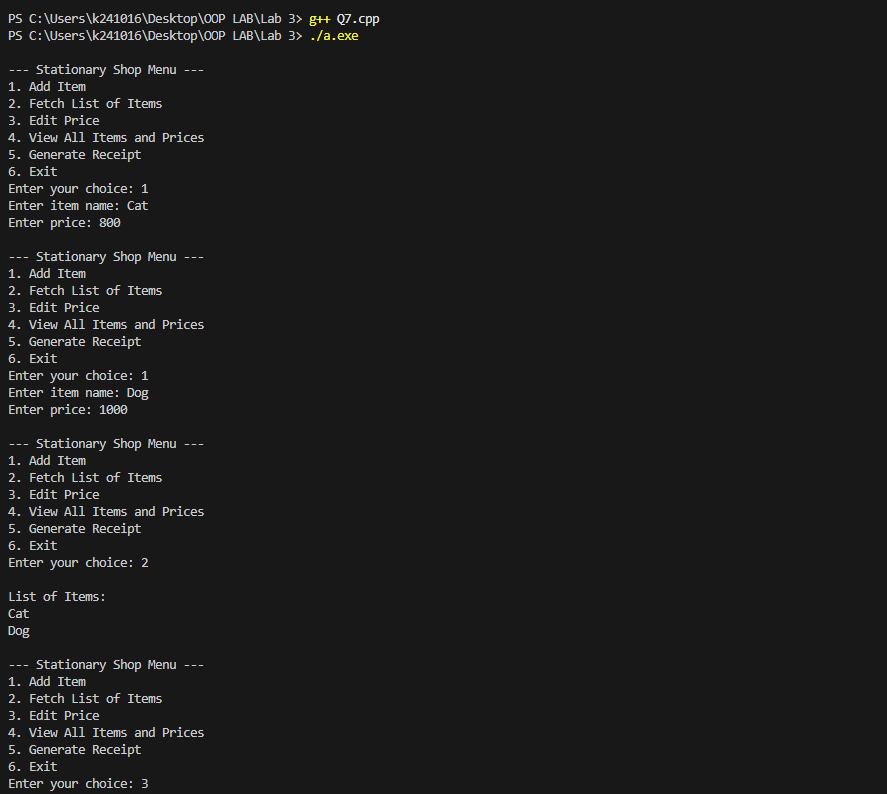 PS C:\Users\k241016\Desktop\OOP LAB\Lab 3> g++ Q7.cpp
PS C:\Users\k241016\Desktop\OOP LAB\Lab 3> ./a.exe
--- Stationary Shop Menu ---
1. Add Item
2. Fetch List of Items
3. Edit Price
4. View All Items and Prices
5. Generate Receipt
6. Exit
Enter your choice: 1
Enter item name: Cat
Enter price: 800
--- Stationary Shop Menu ---
1. Add Item
2. Fetch List of Items
3. Edit Price
4. View All Items and Prices
5. Generate Receipt
6. Exit
Enter your choice: 1
Enter item name: Dog
Enter price: 1000
--- Stationary Shop Menu ---
1. Add Item
2. Fetch List of Items
3. Edit Price
4. View All Items and Prices
5. Generate Receipt
6. Exit
Enter your choice: 2
List of Items:
Cat
Dog
--- Stationary Shop Menu ---
1. Add Item
2. Fetch List of Items
3. Edit Price
4. View All Items and Prices
5. Generate Receipt
6. Exit
Enter your choice: 3